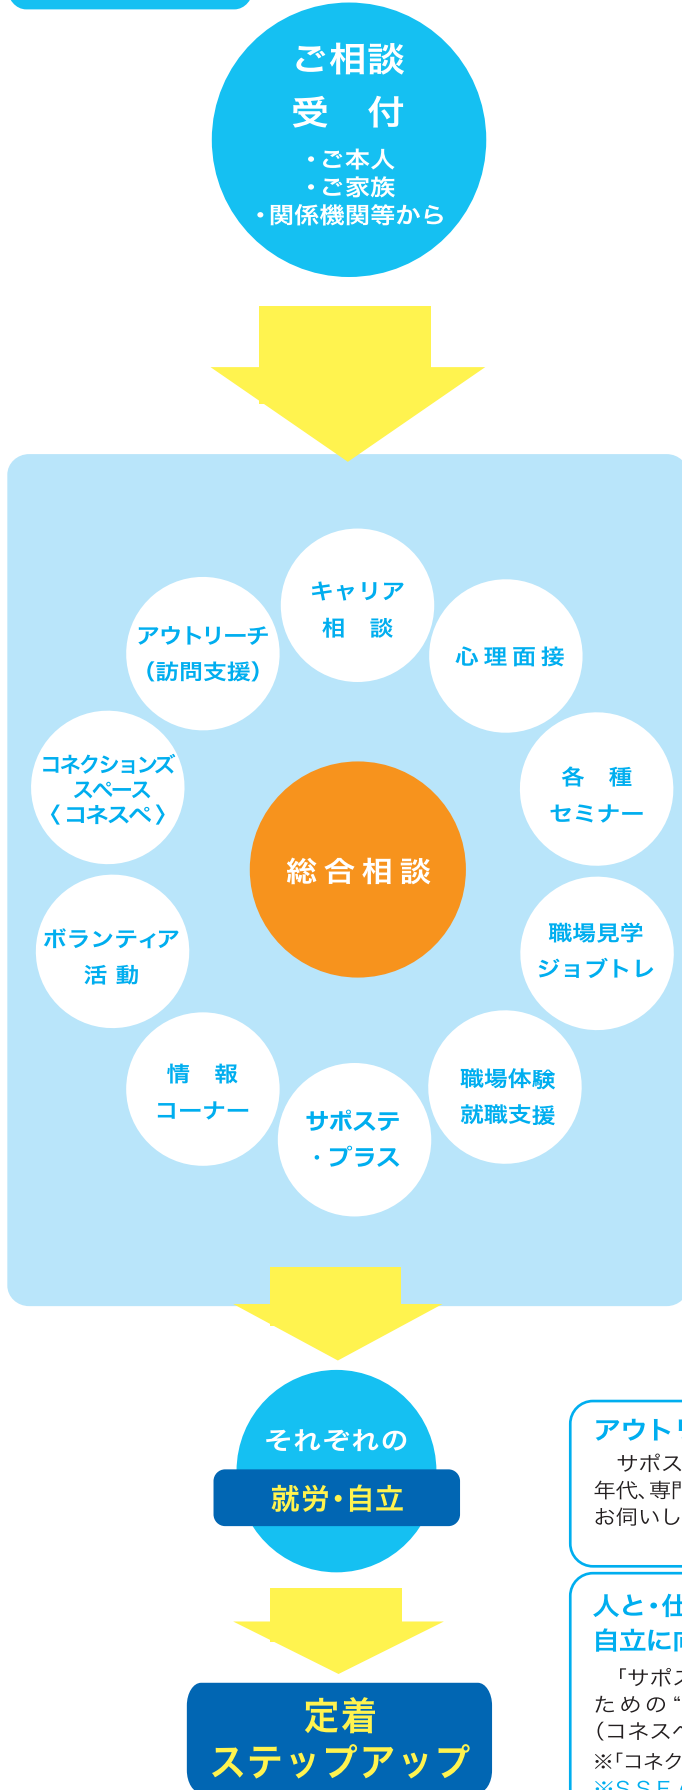 ご相談
受　付
・ご本人
・ご家族
・関係機関等から
キャリア
相　談
心理面接
各　種
セミナー
職場見学
ジョブトレ
職場体験
就職支援
サポステ
・プラス
情　報
コーナー
ボランティア
活 動
コネクションズ
スペース
〈コネスペ〉
アウトリーチ
（訪問支援）
総合相談
それぞれの
就労・自立
定着
ステップアップ
アウト
サポス
年代、専
お伺いし
人と・仕
自立に向
「サポス
ための“
（コネスペ
※「コネク
※SSF